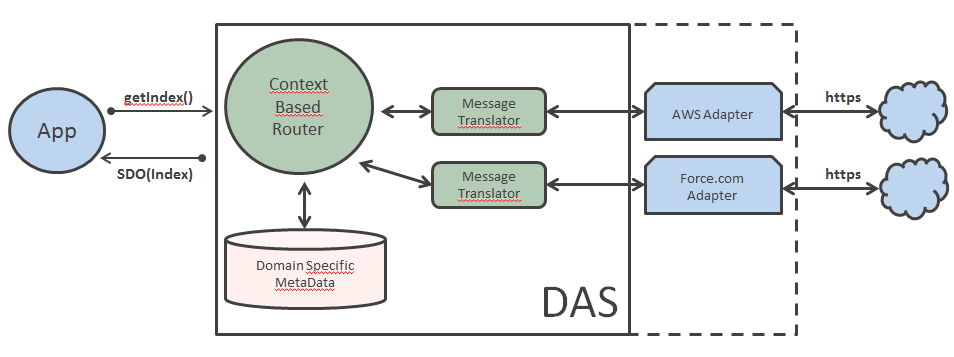 App
getIndex()
SDO(Index)
Context
Based
Router
Domain Specific
MetaData
Message
Translator
Message
Translator
DAS
AWS Adapter
Force.com
Adapter
https
https